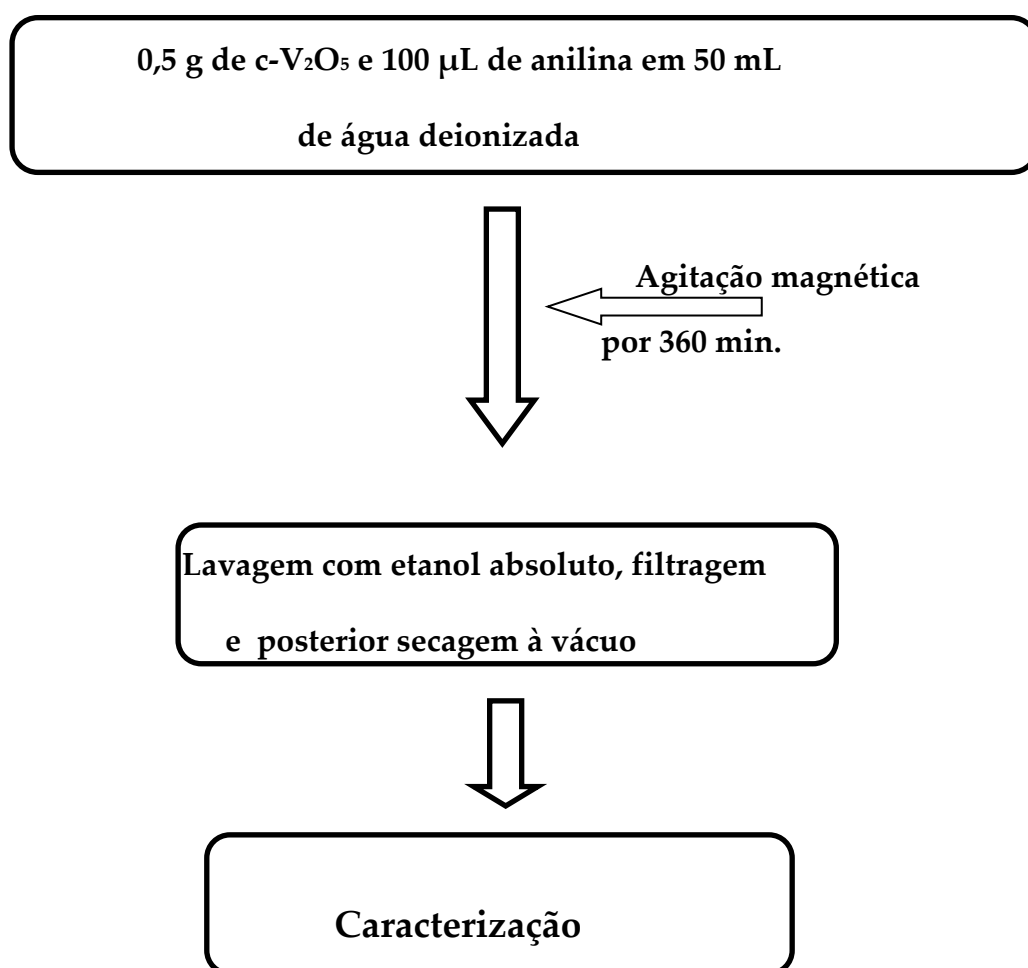 0,5 g de c-V₂O₅ e 100 µL de anilina em 50 mL
de água deionizada
Agitação magnética
por 360 min.
Lavagem com etanol absoluto, filtragem
e posterior secagem à vácuo
Caracterização